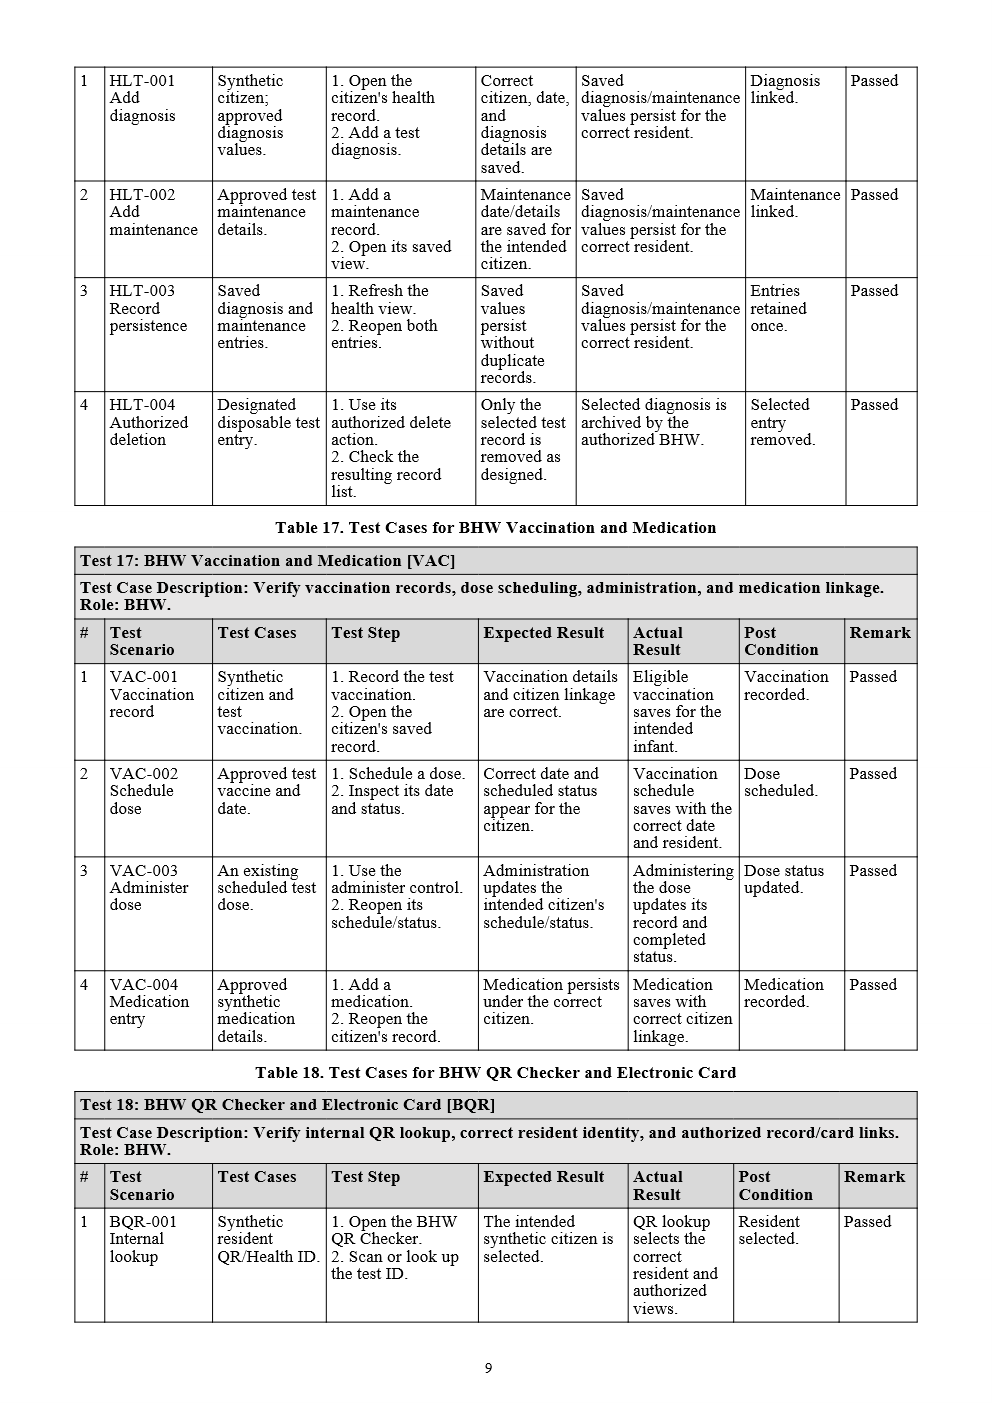 1 HLT-001 Synthetic 1. Open the Correct Saved Diagnosis Passed
Add citizen; citizen's health citizen, date, diagnosis/maintenance linked.
diagnosis approved record. and values persist for the
diagnosis 2. Add a test diagnosis correct resident.
values. diagnosis. details are
saved.
2 HLT-002 Approved test 1. Add a Maintenance Saved Maintenance Passed
Add maintenance maintenance date/details diagnosis/maintenance linked.
maintenance details. record. are saved for values persist for the
2. Open its saved the intended correct resident.
view. citizen.
3 HLT-003 Saved 1. Refresh the Saved Saved Entries Passed
Record diagnosis and health view. values diagnosis/maintenance retained
persistence maintenance 2. Reopen both persist values persist for the once.
entries. entries. without correct resident.
duplicate
records.
4 HLT-004 Designated 1. Use its Only the Selected diagnosis is Selected Passed
Authorized disposable test authorized delete selected test archived by the entry
deletion entry. action. record is authorized BHW. removed.
2. Check the removed as
resulting record designed.
list.
Table 17. Test Cases for BHW Vaccination and Medication
Test 17: BHW Vaccination and Medication [VAC]
Test Case Description: Verify vaccination records, dose scheduling, administration, and medication linkage.
Role: BHW.
# Test Test Cases Test Step Expected Result Actual Post Remark
Scenario Result Condition
1 VAC-001 Synthetic 1. Record the test Vaccination details Eligible Vaccination Passed
Vaccination citizen and vaccination. and citizen linkage vaccination recorded.
record test 2. Open the are correct. saves for the
vaccination. citizen's saved intended
record. infant.
2 VAC-002 Approved test 1. Schedule a dose. Correct date and Vaccination Dose Passed
Schedule vaccine and 2. Inspect its date scheduled status schedule scheduled.
dose date. and status. appear for the saves with the
citizen. correct date
and resident.
3 VAC-003 An existing 1. Use the Administration Administering Dose status Passed
Administer scheduled test administer control. updates the the dose updated.
dose dose. 2. Reopen its intended citizen's updates its
schedule/status. schedule/status. record and
completed
status.
4 VAC-004 Approved 1. Add a Medication persists Medication Medication Passed
Medication synthetic medication. under the correct saves with recorded.
entry medication 2. Reopen the citizen. correct citizen
details. citizen's record. linkage.
Table 18. Test Cases for BHW QR Checker and Electronic Card
Test 18: BHW QR Checker and Electronic Card [BQR]
Test Case Description: Verify internal QR lookup, correct resident identity, and authorized record/card links.
Role: BHW.
# Test Test Cases Test Step Expected Result Actual Post Remark
Scenario Result Condition
1 BQR-001 Synthetic 1. Open the BHW The intended QR lookup Resident Passed
Internal resident QR Checker. synthetic citizen is selects the selected.
lookup QR/Health ID. 2. Scan or look up selected. correct
the test ID. resident and
authorized
views.
9